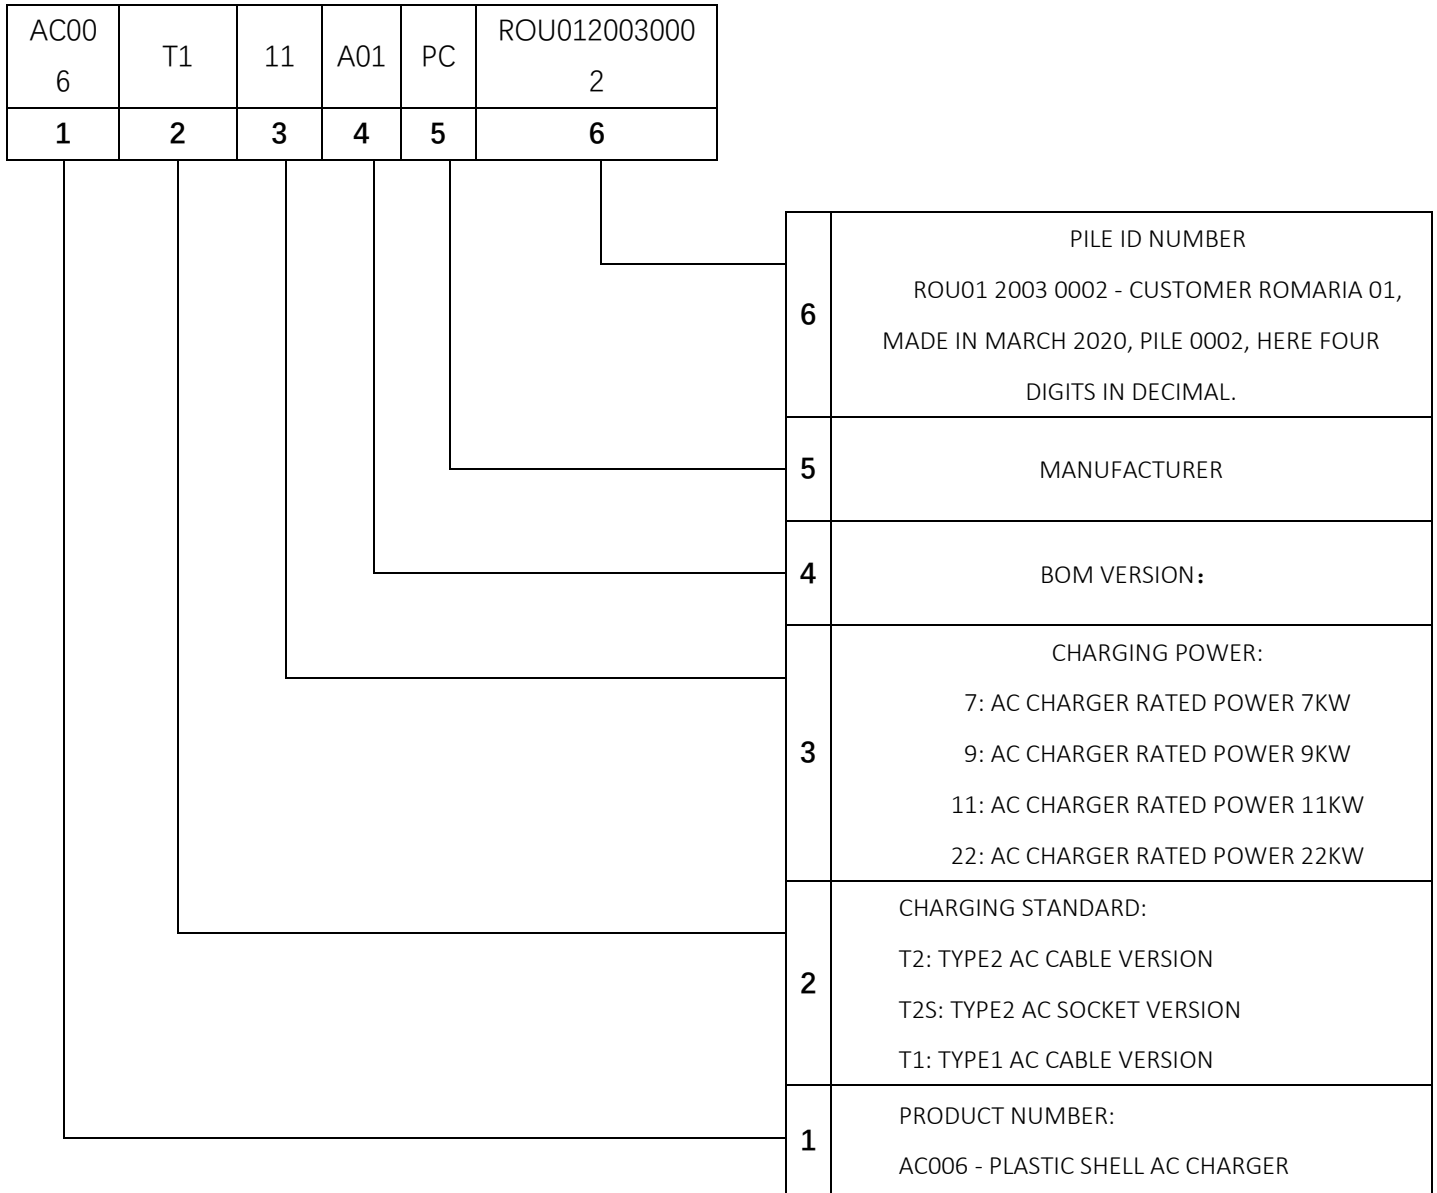 AC00
6
T1
11
A01
PC
ROU012003000
2
1
2
3
4
5
6
6
PILE ID NUMBER
ROU01 2003 0002 - CUSTOMER ROMARIA 01,
MADE IN MARCH 2020, PILE 0002, HERE FOUR
DIGITS IN DECIMAL.
5
MANUFACTURER
4
BOM VERSION：
3
CHARGING POWER:
7: AC CHARGER RATED POWER 7KW
9: AC CHARGER RATED POWER 9KW
11: AC CHARGER RATED POWER 11KW
22: AC CHARGER RATED POWER 22KW
2
CHARGING STANDARD:
T2: TYPE2 AC CABLE VERSION
T2S: TYPE2 AC SOCKET VERSION
T1: TYPE1 AC CABLE VERSION
1
PRODUCT NUMBER:
AC006 - PLASTIC SHELL AC CHARGER